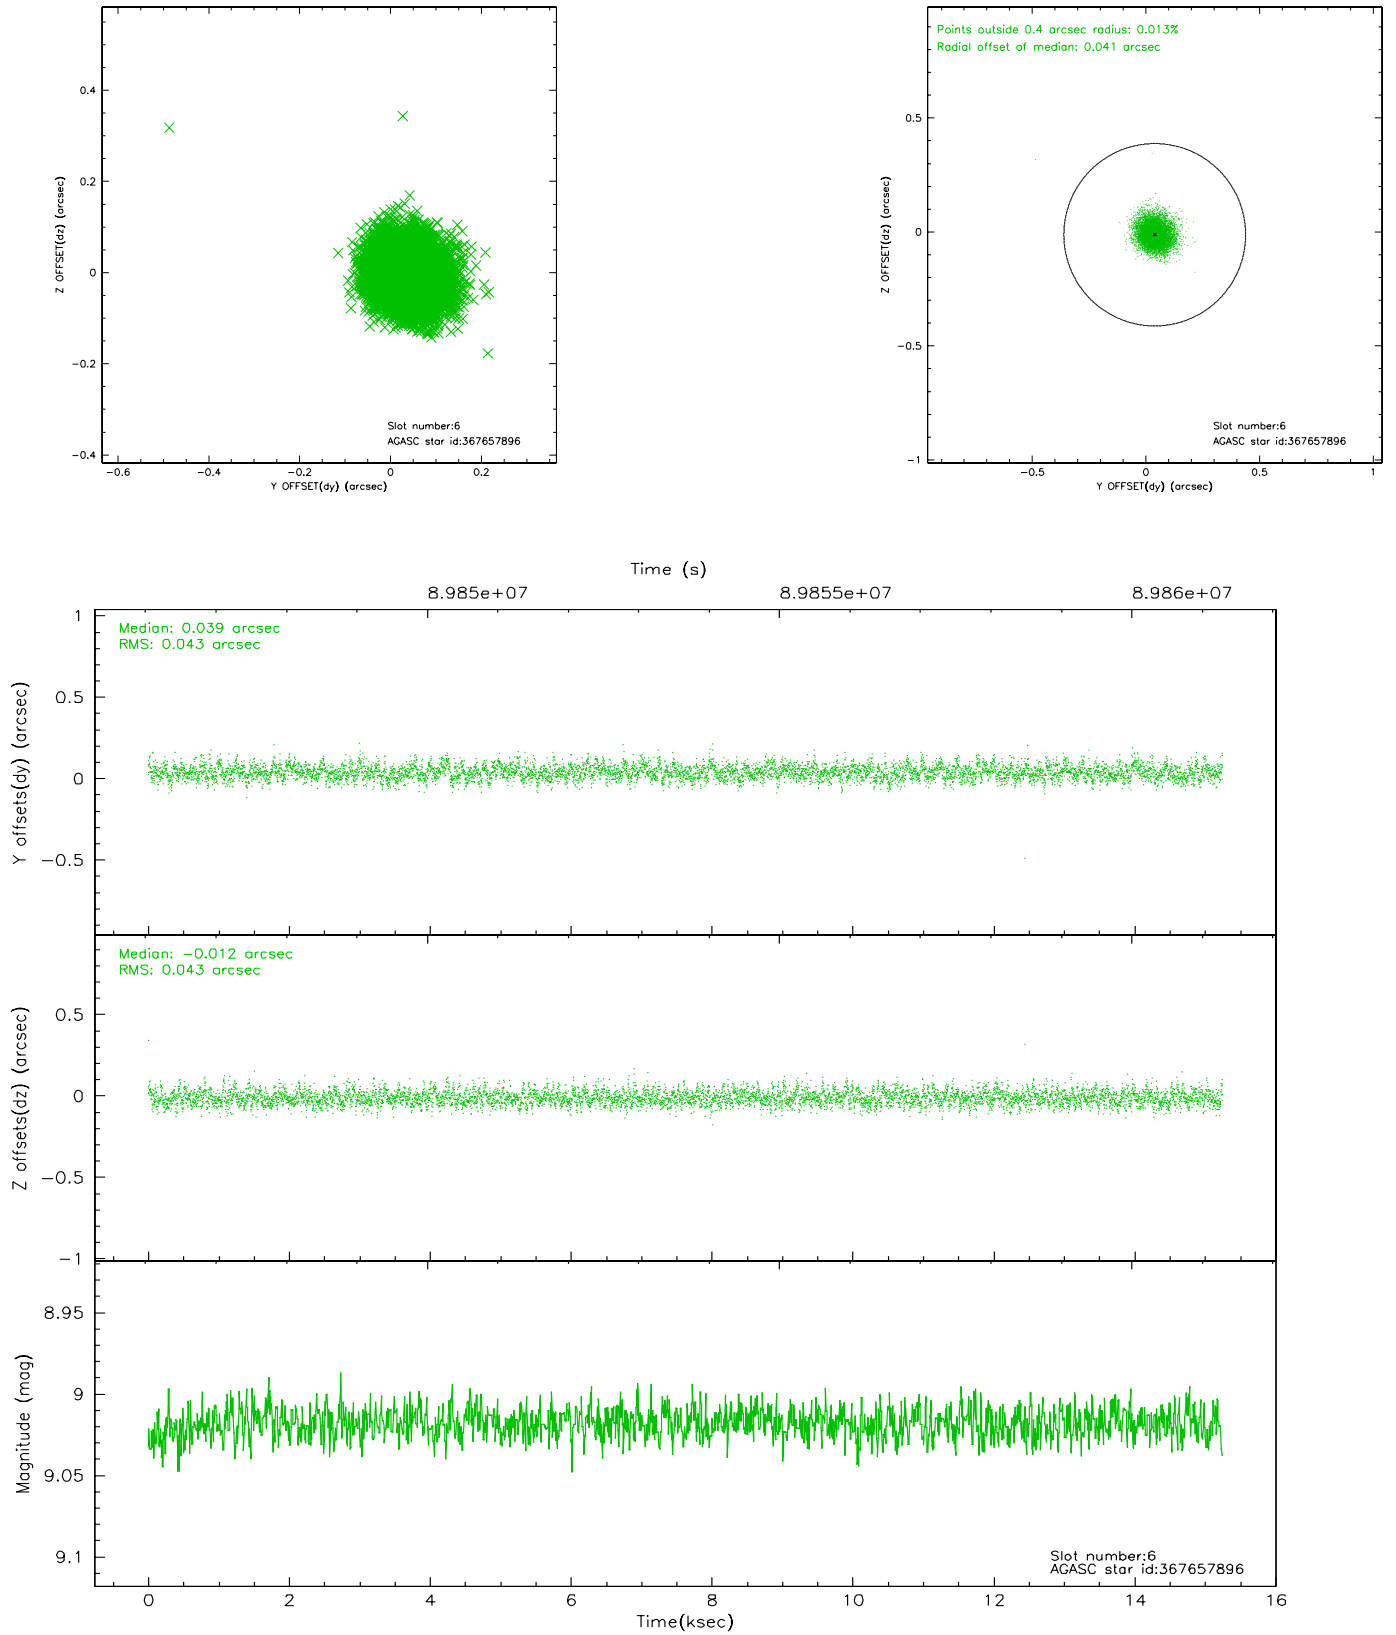 0.4
0.2
0
−0.2
−0.4
Z OFFSET(dz) (arcsec)
Slot number:6
AGASC star id:367657896
−0.6
−0.4
−0.2
0
0.2
Y OFFSET(dy) (arcsec)
Points outside 0.4 arcsec radius: 0.013%
Radial offset of median: 0.041 arcsec
0.5
0
−0.5
−1
Z OFFSET(dz) (arcsec)
Slot number:6
AGASC star id:367657896
−0.5
0
0.5
1
Y OFFSET(dy) (arcsec)
Time (s)
8.985e+07
8.9855e+07
8.986e+07
1
0.5
0
−0.5
Y offsets(dy) (arcsec)
Median: 0.039 arcsec
RMS: 0.043 arcsec
0.5
0
−0.5
−1
Z offsets(dz) (arcsec)
Median: −0.012 arcsec
RMS: 0.043 arcsec
8.95
9
9.05
9.1
Magnitude (mag)
Slot number:6
AGASC star id:367657896
0
2
4
6
8
10
12
14
16
Time(ksec)